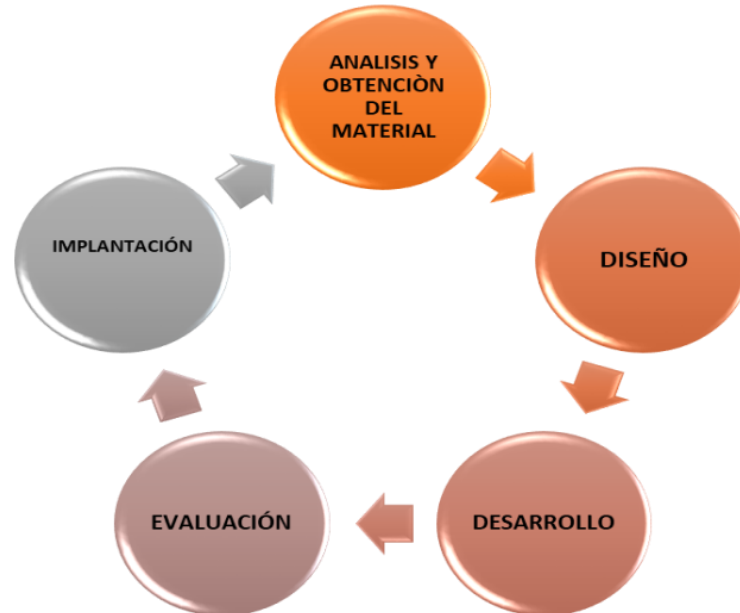 ANALISIS Y
OBTENCIÒN
DEL
MATERIAL
DISEÑO
DESARROLLO
EVALUACIÓN
IMPLANTACIÓN